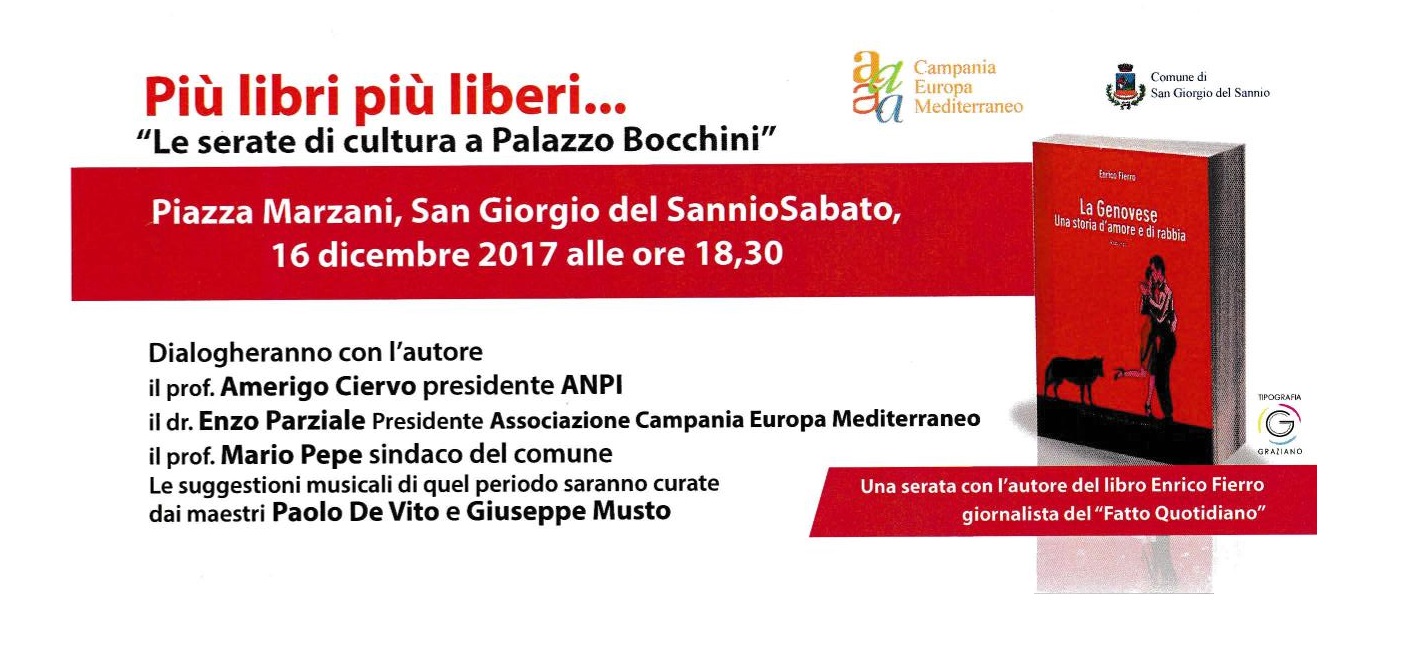 Più libri più liberi...
“Le serate di cultura a Palazzo Bocchini”
Campania
Europa
Mediterraneo
Comune di
San Giorgio del Sannio
Piazza Marzani, San Giorgio del SannioSabato,
16 dicembre 2017 alle ore 18,30
Enrico Fierro
La Genovese
Una storia d'amore e di rabbia
Dialogheranno con l’autore
il prof. Amerigo Ciervo presidente ANPI
il dr. Enzo Parziale Presidente Associazione Campania Europa Mediterraneo
il prof. Mario Pepe sindaco del comune
Le suggestioni musicali di quel periodo saranno curate
dai maestri Paolo De Vito e Giuseppe Musto
TIPOGRAFIA
G
GRAZIANO
Una serata con l’autore del libro Enrico Fierro
giornalista del “Fatto Quotidiano”